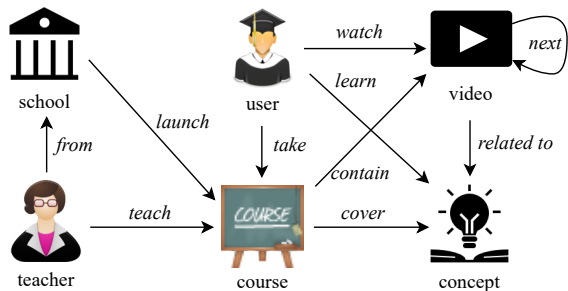 watch
next
learn
school
user
video
launch
from
take
related to
contain
teach
COURSE
cover
teacher
course
concept